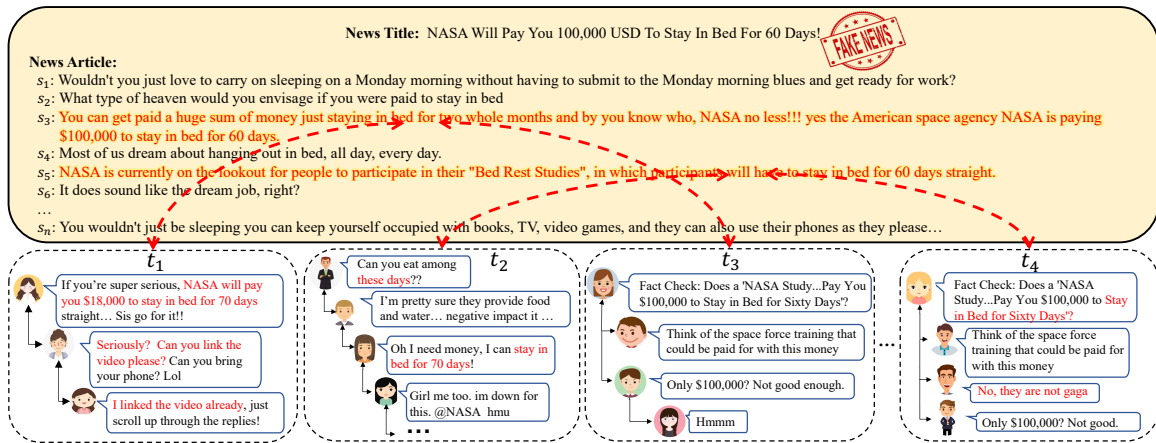 News Title: NASA Will Pay You 100,000 USD To Stay In Bed For 60 Days!
FAKE NEWS
News Article:
s1: Wouldn't you just love to carry on sleeping on a Monday morning without having to submit to the Monday morning blues and get ready for work?
s2: What type of heaven would you envisage if you were paid to stay in bed
s3: You can get paid a huge sum of money just staying in bed for two whole months and by you know who, NASA no less!!! yes the American space agency NASA is paying
$100,000 to stay in bed for 60 days.
s4: Most of us dream about hanging out in bed, all day, every day.
s5: NASA is currently on the lookout for people to participate in their "Bed Rest Studies", in which participants will have to stay in bed for 60 days straight.
s6: It does sound like the dream job, right?
…
sn: You wouldn't just be sleeping you can keep yourself occupied with books, TV, video games, and they can also use their phones as they please…
t1
If you're super serious, NASA will pay
you $18,000 to stay in bed for 70 days
straight… Sis go for it!!
Seriously? Can you link the
video please? Can you bring
your phone? Lol
I linked the video already, just
scroll up through the replies!
t2
Can you eat among
these days??
I'm pretty sure they provide food
and water… negative impact it …
Oh I need money, I can stay in
bed for 70 days!
Girl me too. im down for
this. @NASA hmu
…
t3
Fact Check: Does a 'NASA Study...Pay You
$100,000 to Stay in Bed for Sixty Days'?
Think of the space force training that
could be paid for with this money
Only $100,000? Not good enough.
Hmmm
…
t4
Fact Check: Does a 'NASA
Study...Pay You $100,000 to Stay
in Bed for Sixty Days'?
Think of the space force
training that could be paid for
with this money
No, they are not gaga
Only $100,000? Not good.